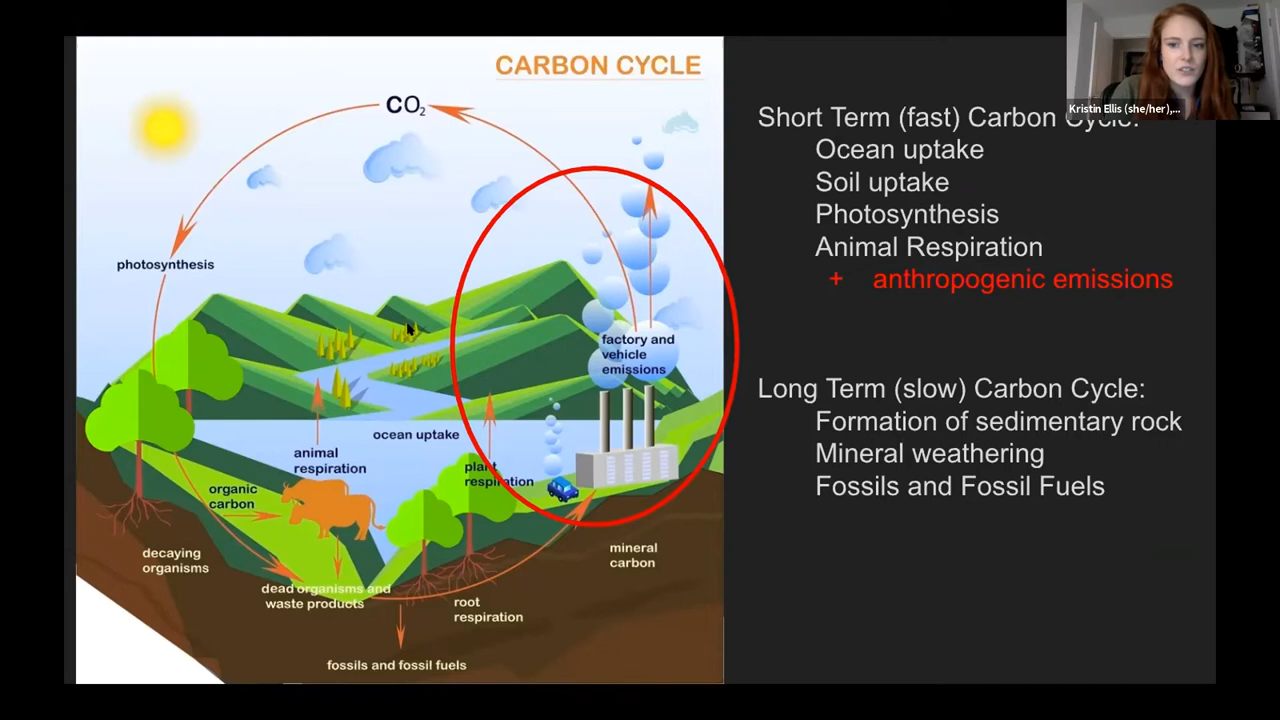 CARBON CYCLE
CO₂
photosynthesis
factory and
vehicle
emissions
ocean uptake
animal
respiration
plant
respiration
organic
carbon
decaying
organisms
mineral
carbon
dead organisms and
waste products
root
respiration
fossils and fossil fuels
Kristin Ellis (she/her),...
Short Term (fast) Carbon Cycle:
Ocean uptake
Soil uptake
Photosynthesis
Animal Respiration
+ anthropogenic emissions
Long Term (slow) Carbon Cycle:
Formation of sedimentary rock
Mineral weathering
Fossils and Fossil Fuels